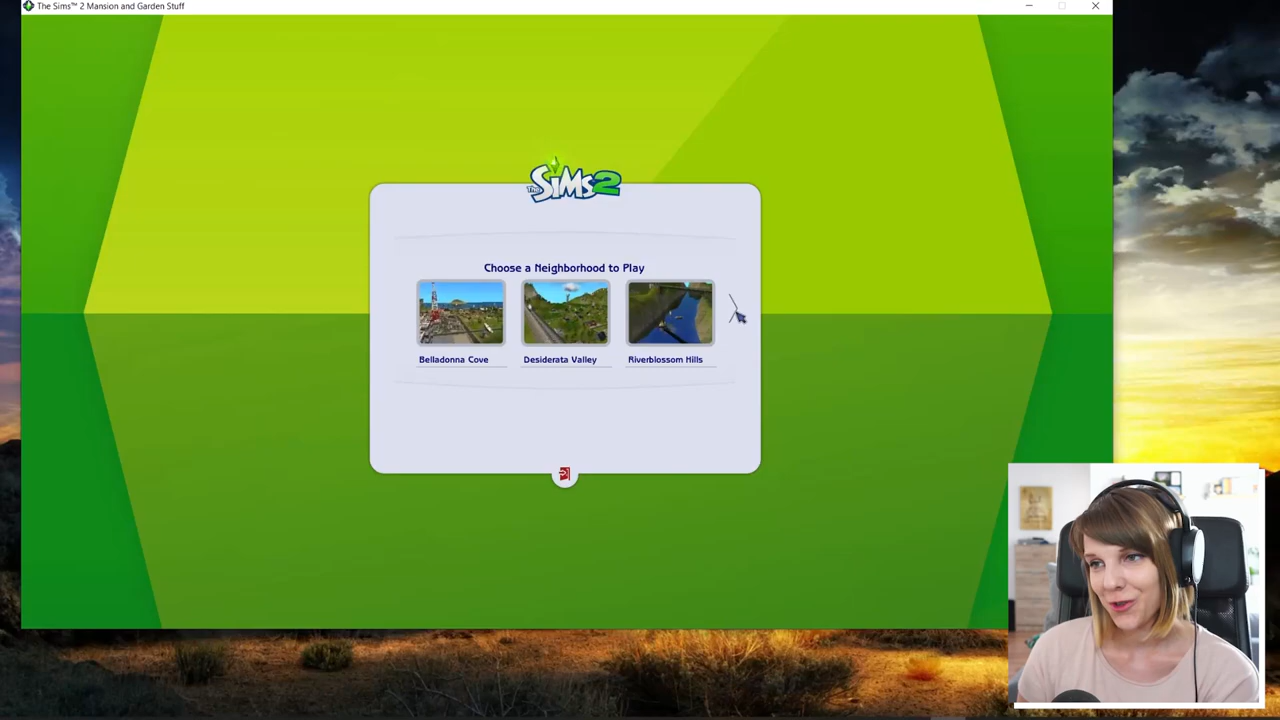 The Sims™ 2 Mansion and Garden Stuff
The Sims 2
Choose a Neighborhood to Play
Belladonna Cove
Desiderata Valley
Riverblossom Hills